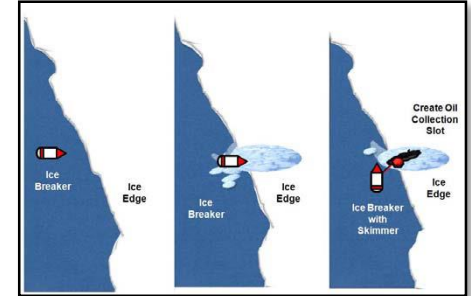 Ice
Breaker
Ice
Edge
Ice
Breaker
Ice
Edge
Create Oil
Collection
Slot
Ice
Edge
Ice Breaker
with
Skimmer